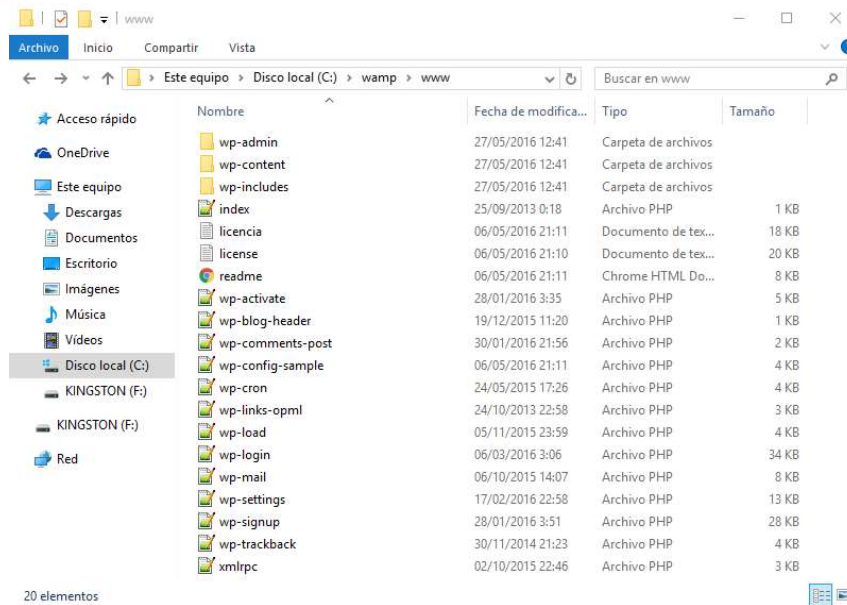 www
Archivo Inicio Compartir Vista
Este equipo > Disco local (C:) > wamp > www Buscar en www
Acceso rápido
OneDrive
Este equipo
Descargas
Documentos
Escritorio
Imágenes
Música
Vídeos
Disco local (C:)
KINGSTON (F:)
KINGSTON (F:)
Red
Nombre Fecha de modifica... Tipo Tamaño
wp-admin 27/05/2016 12:41 Carpeta de archivos
wp-content 27/05/2016 12:41 Carpeta de archivos
wp-includes 27/05/2016 12:41 Carpeta de archivos
index 25/09/2013 0:18 Archivo PHP 1 KB
licencia 06/05/2016 21:11 Documento de tex... 18 KB
license 06/05/2016 21:10 Documento de tex... 20 KB
readme 06/05/2016 21:11 Chrome HTML Do... 8 KB
wp-activate 28/01/2016 3:35 Archivo PHP 5 KB
wp-blog-header 19/12/2015 11:20 Archivo PHP 1 KB
wp-comments-post 30/01/2016 21:56 Archivo PHP 2 KB
wp-config-sample 06/05/2016 21:11 Archivo PHP 4 KB
wp-cron 24/05/2015 17:26 Archivo PHP 4 KB
wp-links-opml 24/10/2013 22:58 Archivo PHP 3 KB
wp-load 05/11/2015 23:59 Archivo PHP 4 KB
wp-login 06/03/2016 3:06 Archivo PHP 34 KB
wp-mail 06/10/2015 14:07 Archivo PHP 8 KB
wp-settings 17/02/2016 22:58 Archivo PHP 13 KB
wp-signup 28/01/2016 3:51 Archivo PHP 28 KB
wp-trackback 30/11/2014 21:23 Archivo PHP 4 KB
xmlrpc 02/10/2015 22:46 Archivo PHP 3 KB
20 elementos